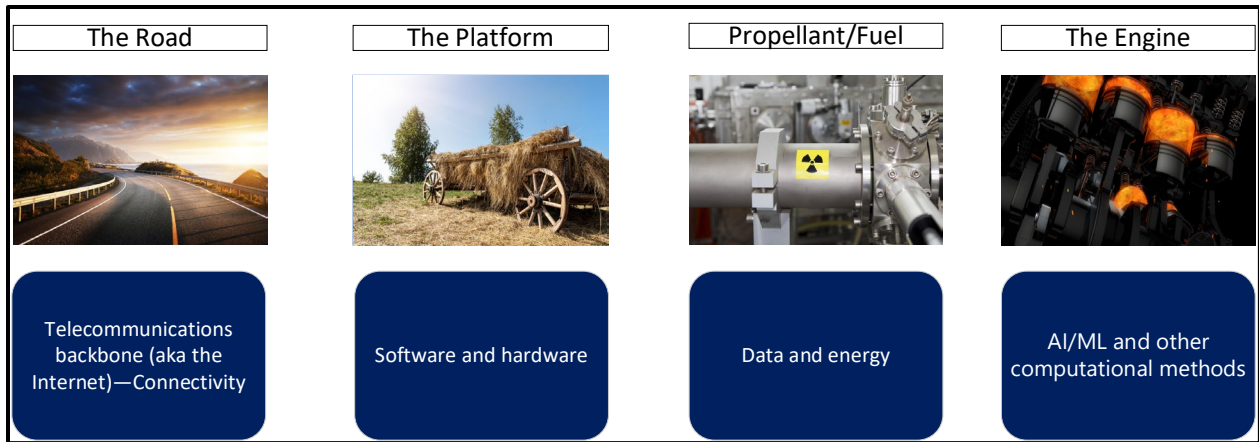 The Road
The Platform
Propellant/Fuel
The Engine
Telecommunications
backbone (aka the
Internet)—Connectivity
Software and hardware
Data and energy
AI/ML and other
computational methods